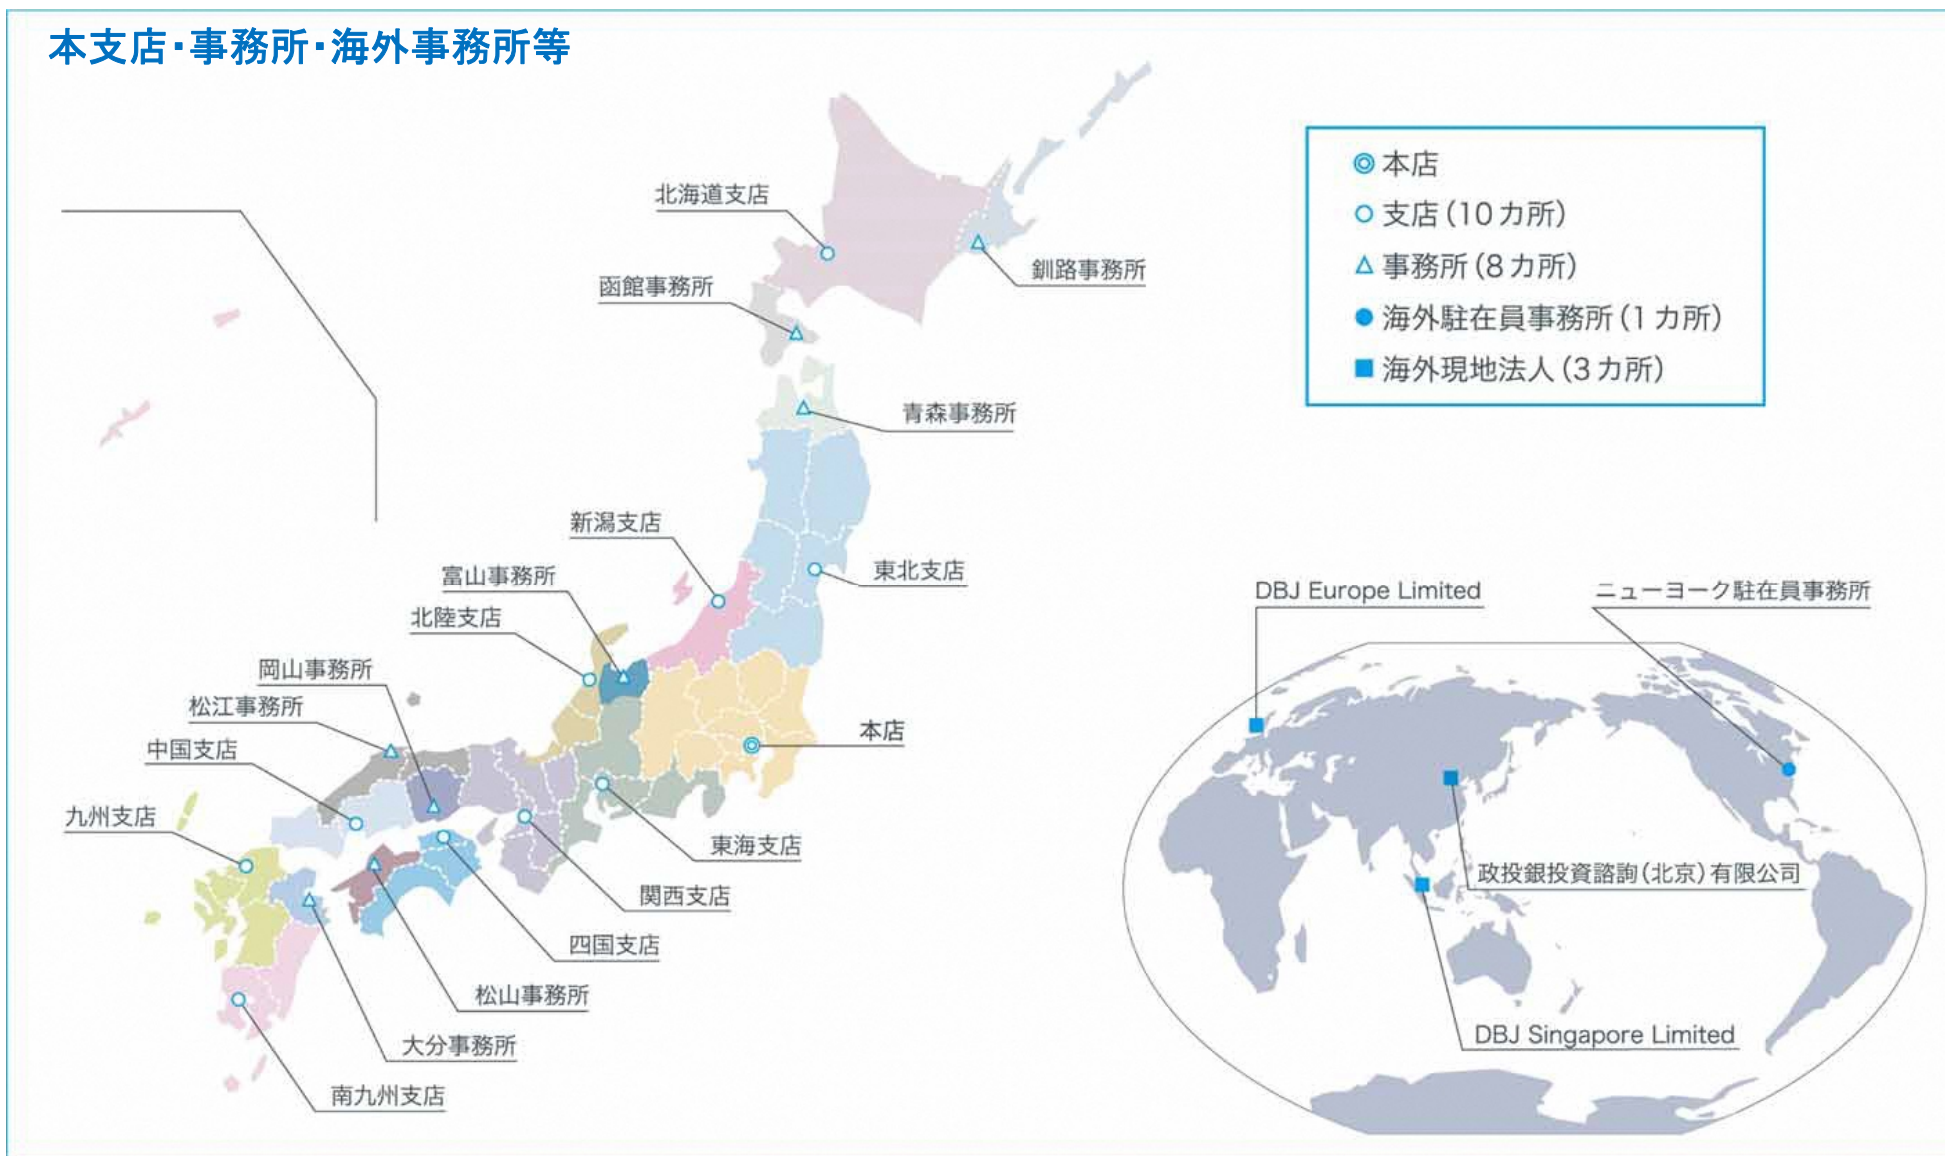 本支店・事務所・海外事務所等
◎ 本店
○ 支店(10カ所)
△ 事務所(8カ所)
● 海外駐在員事務所(1カ所)
■ 海外現地法人(3カ所)
北海道支店
釧路事務所
函館事務所
青森事務所
新潟支店
東北支店
富山事務所
北陸支店
岡山事務所
松江事務所
本店
中国支店
九州支店
東海支店
関西支店
四国支店
松山事務所
大分事務所
南九州支店
DBJ Europe Limited
ニューヨーク駐在員事務所
政投銀投資諮詢(北京)有限公司
DBJ Singapore Limited